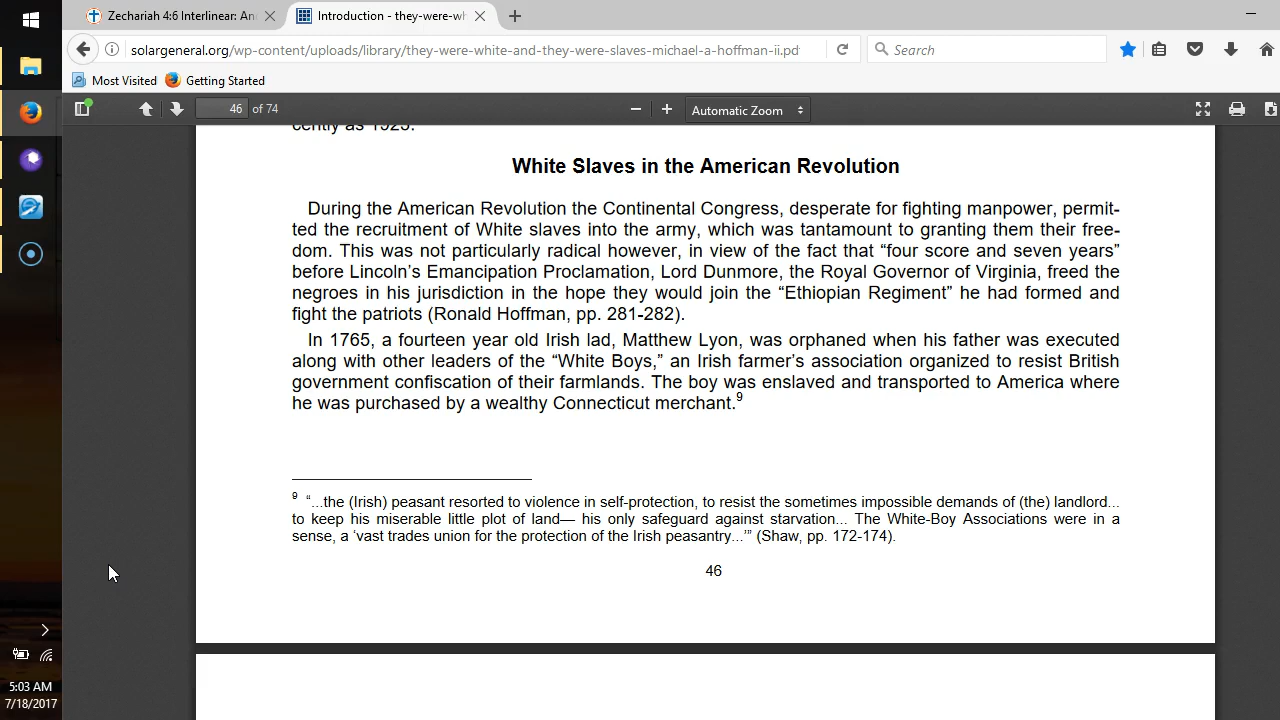 Zechariah 4:6 Interlinear: An
Introduction - they-were-wh
solargeneral.org/wp-content/uploads/library/they-were-white-and-they-were-slaves-michael-a-hoffman-ii.pd
Search
Most Visited
Getting Started
46 of 74
Automatic Zoom
cently as 1925.
White Slaves in the American Revolution
During the American Revolution the Continental Congress, desperate for fighting manpower, permit-
ted the recruitment of White slaves into the army, which was tantamount to granting them their free-
dom. This was not particularly radical however, in view of the fact that “four score and seven years”
before Lincoln’s Emancipation Proclamation, Lord Dunmore, the Royal Governor of Virginia, freed the
negroes in his jurisdiction in the hope they would join the “Ethiopian Regiment” he had formed and
fight the patriots (Ronald Hoffman, pp. 281-282).
In 1765, a fourteen year old Irish lad, Matthew Lyon, was orphaned when his father was executed
along with other leaders of the “White Boys,” an Irish farmer’s association organized to resist British
government confiscation of their farmlands. The boy was enslaved and transported to America where
he was purchased by a wealthy Connecticut merchant.9
9 “...the (Irish) peasant resorted to violence in self-protection, to resist the sometimes impossible demands of (the) landlord...
to keep his miserable little plot of land— his only safeguard against starvation... The White-Boy Associations were in a
sense, a ‘vast trades union for the protection of the Irish peasantry...’” (Shaw, pp. 172-174).
46
5:03 AM
7/18/2017